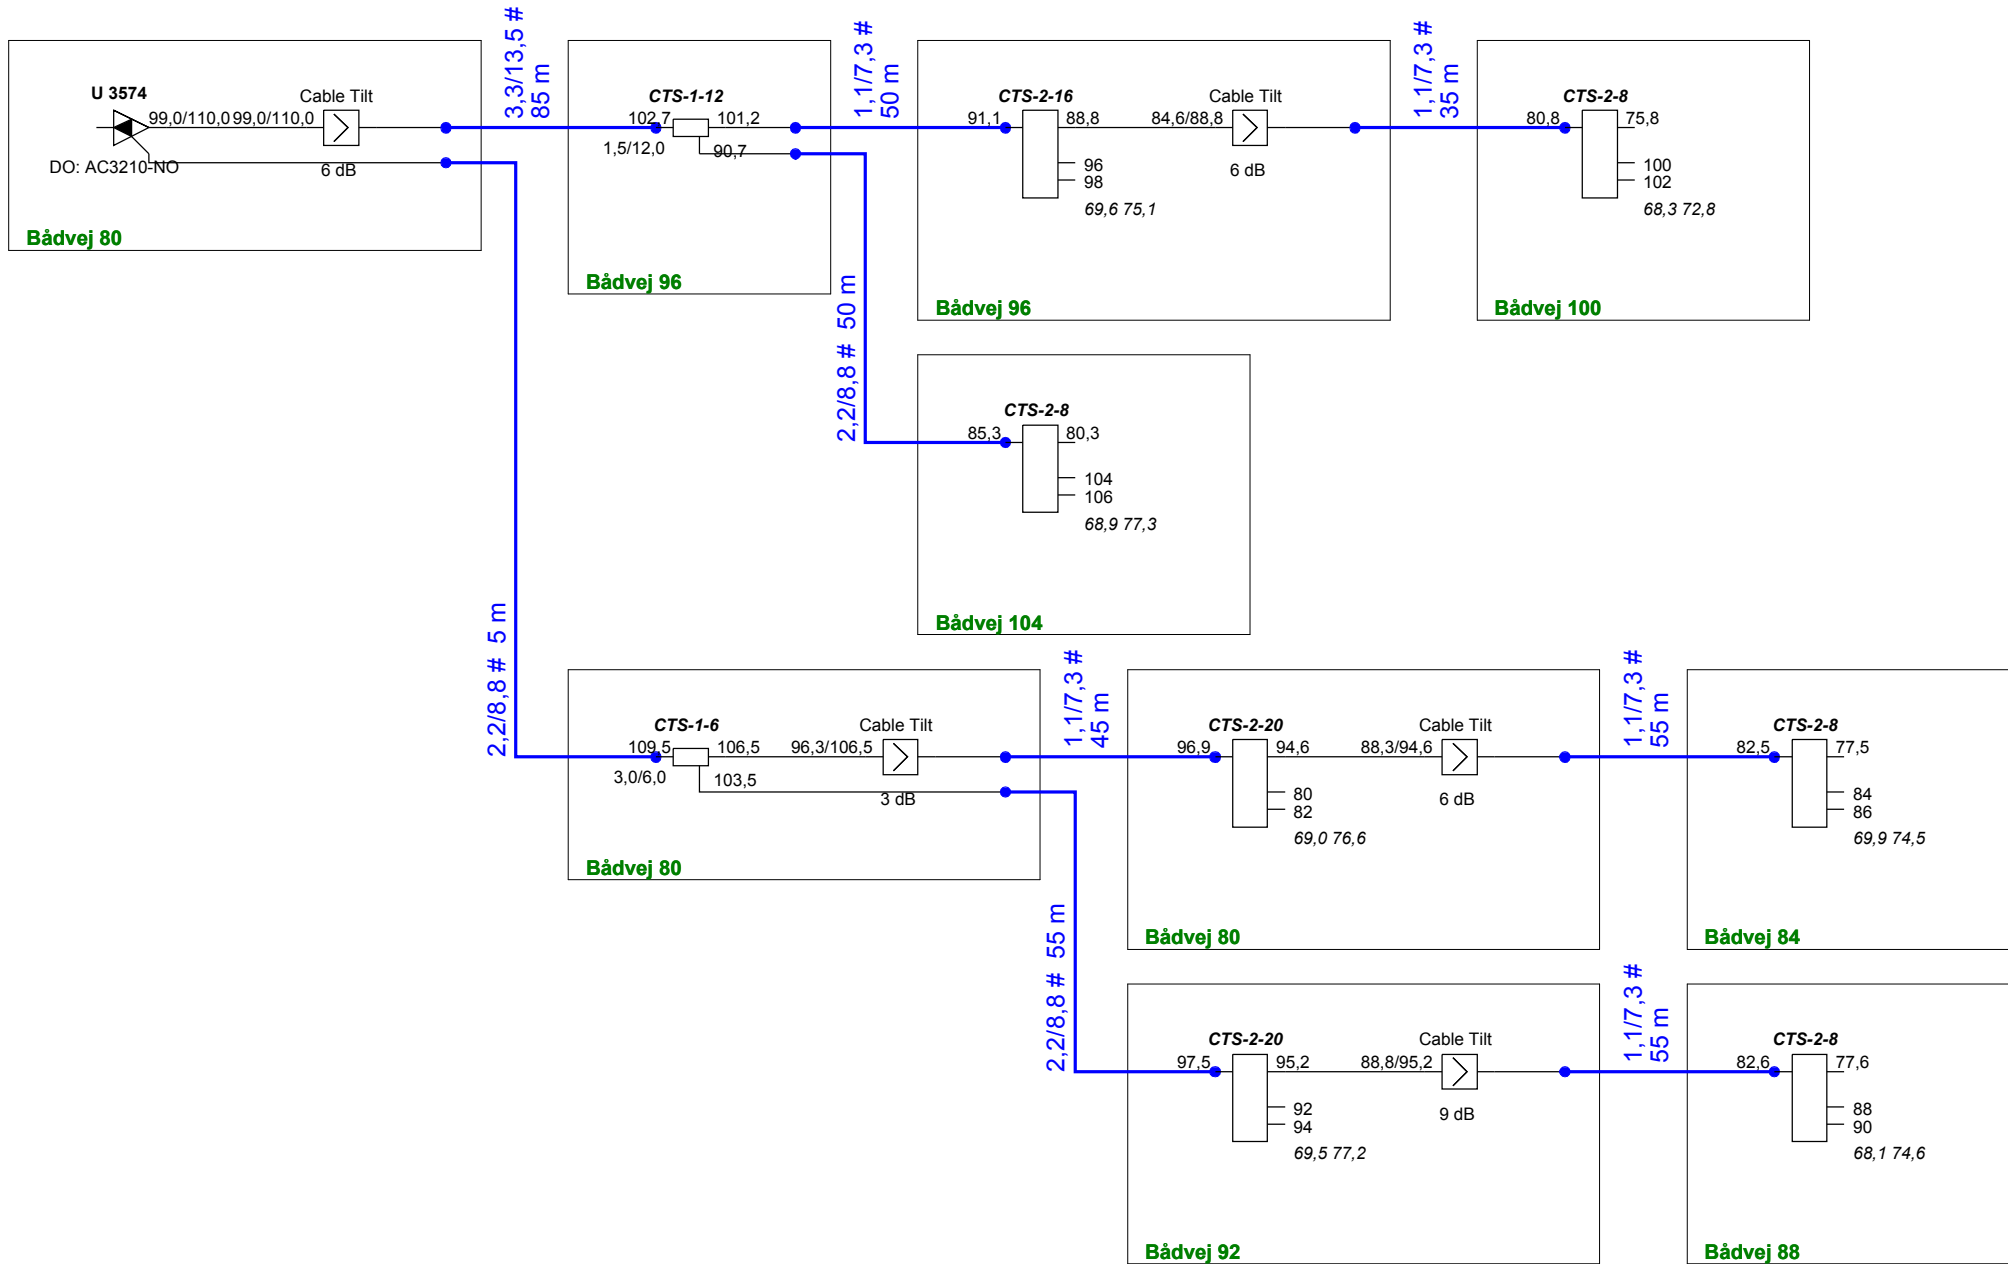 3,3/13,5 #
85 m
1,1/7,3 #
50 m
1,1/7,3 #
35 m
U 3574
99,0/110,0 99,0/110,0
Cable Tilt
DO: AC3210-NO
6 dB
Bådvej 80
CTS-1-12
102,7
101,2
1,5/12,0
90,7
Bådvej 96
CTS-2-16
91,1
88,8
84,6/88,8
Cable Tilt
6 dB
96
98
69,6 75,1
Bådvej 96
CTS-2-8
80,8
75,8
100
102
68,3 72,8
Bådvej 100
2,2/8,8 # 50 m
CTS-2-8
85,3
80,3
104
106
68,9 77,3
Bådvej 104
2,2/8,8 # 5 m
1,1/7,3 #
45 m
1,1/7,3 #
55 m
CTS-1-6
109,5
106,5
96,3/106,5
Cable Tilt
3,0/6,0
103,5
3 dB
Bådvej 80
CTS-2-20
96,9
94,6
88,3/94,6
Cable Tilt
6 dB
80
82
69,0 76,6
Bådvej 80
CTS-2-8
82,5
77,5
84
86
69,9 74,5
Bådvej 84
2,2/8,8 # 55 m
1,1/7,3 #
55 m
CTS-2-20
97,5
95,2
88,8/95,2
Cable Tilt
9 dB
92
94
69,5 77,2
Bådvej 92
CTS-2-8
82,6
77,6
88
90
68,1 74,6
Bådvej 88